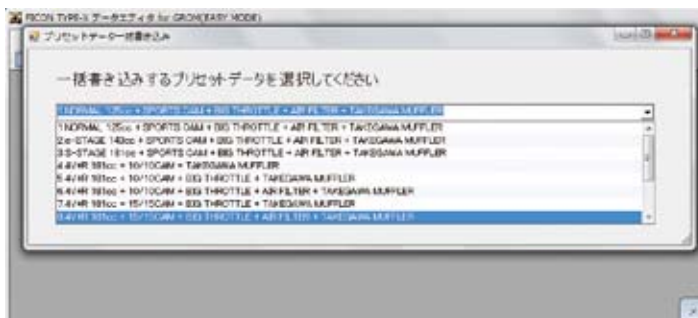 FICON TYPE-X データエディタ for GROM(EASY MODE)
プリセットデータ一括書き込み
一括書き込みするプリセットデータを選択してください
1.NORMAL 125cc + SPORTS CAM + BIG THROTTLE + AIR FILTER + TAKEGAWA MUFFLER
1.NORMAL 125cc + SPORTS CAM + BIG THROTTLE + AIR FILTER + TAKEGAWA MUFFLER
2.e-STAGE 143cc + SPORTS CAM + BIG THROTTLE + AIR FILTER + TAKEGAWA MUFFLER
3.S-STAGE 181cc + SPORTS CAM + BIG THROTTLE + AIR FILTER + TAKEGAWA MUFFLER
4.4V+R 181cc + 10/10CAM + TAKEGAWA MUFFLER
5.4V+R 181cc + 10/10CAM + BIG THROTTLE + TAKEGAWA MUFFLER
6.4V+R 181cc + 10/10CAM + BIG THROTTLE + AIR FILTER + TAKEGAWA MUFFLER
7.4V+R 181cc + 15/15CAM + BIG THROTTLE + TAKEGAWA MUFFLER
8.4V+R 181cc + 15/15CAM + BIG THROTTLE + AIR FILTER + TAKEGAWA MUFFLER